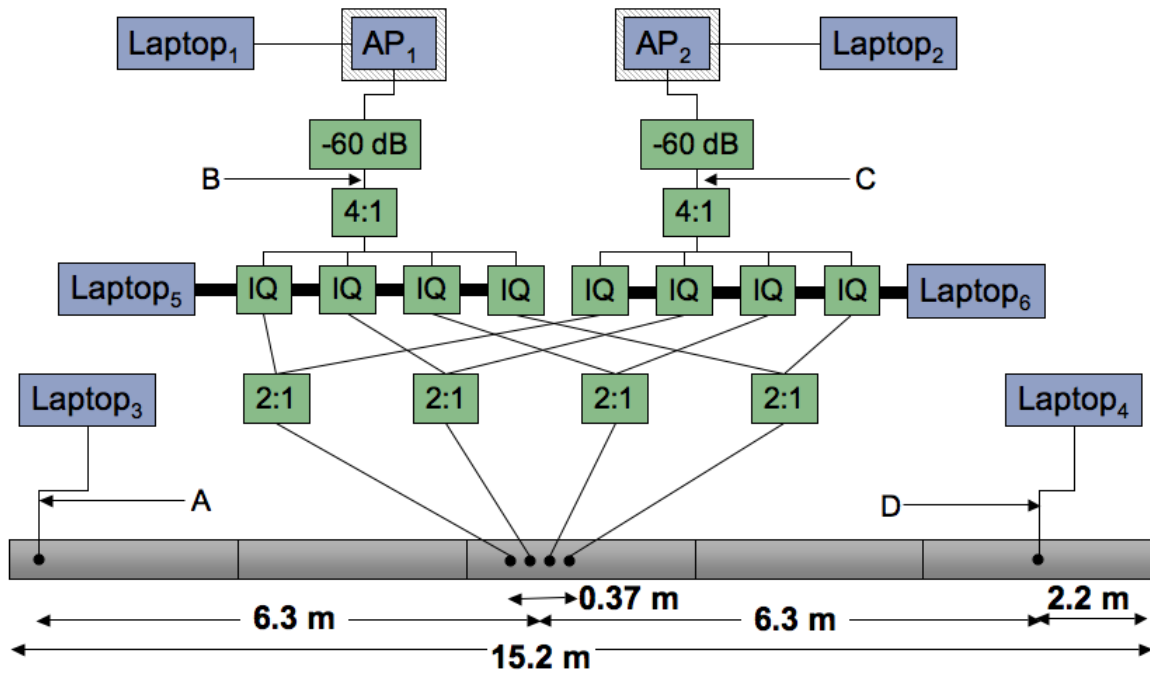 Laptop₁ AP₁ AP₂ Laptop₂
-60 dB -60 dB
B C
4:1 4:1
Laptop₅ IQ IQ IQ IQ IQ IQ IQ IQ Laptop₆
Laptop₃ 2:1 2:1 2:1 2:1 Laptop₄
A D
0.37 m
6.3 m 6.3 m 2.2 m
15.2 m